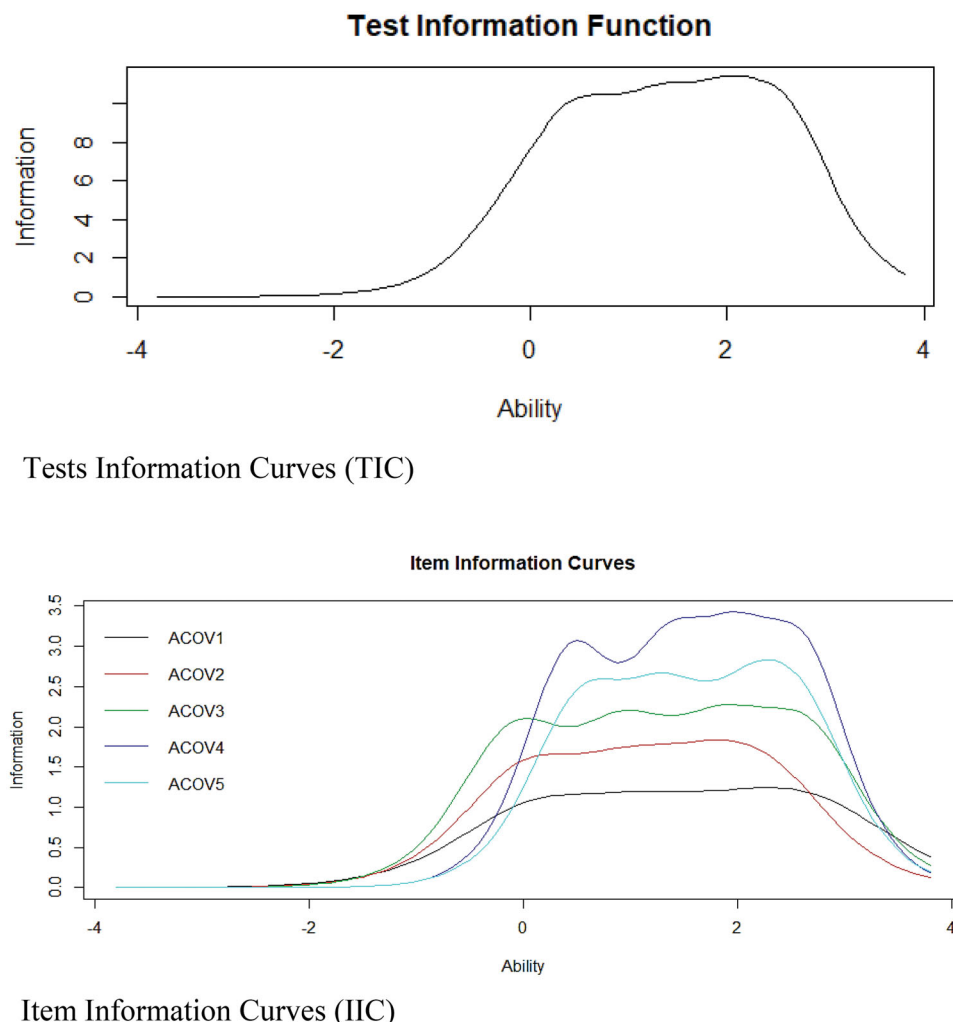 Test Information Function
Information
0
2
4
6
8
-4
-2
0
2
4
Ability
Tests Information Curves (TIC)
Item Information Curves
Information
0.0
0.5
1.0
1.5
2.0
2.5
3.0
3.5
ACOV1
ACOV2
ACOV3
ACOV4
ACOV5
-4
-2
0
2
4
Ability
Item Information Curves (IIC)